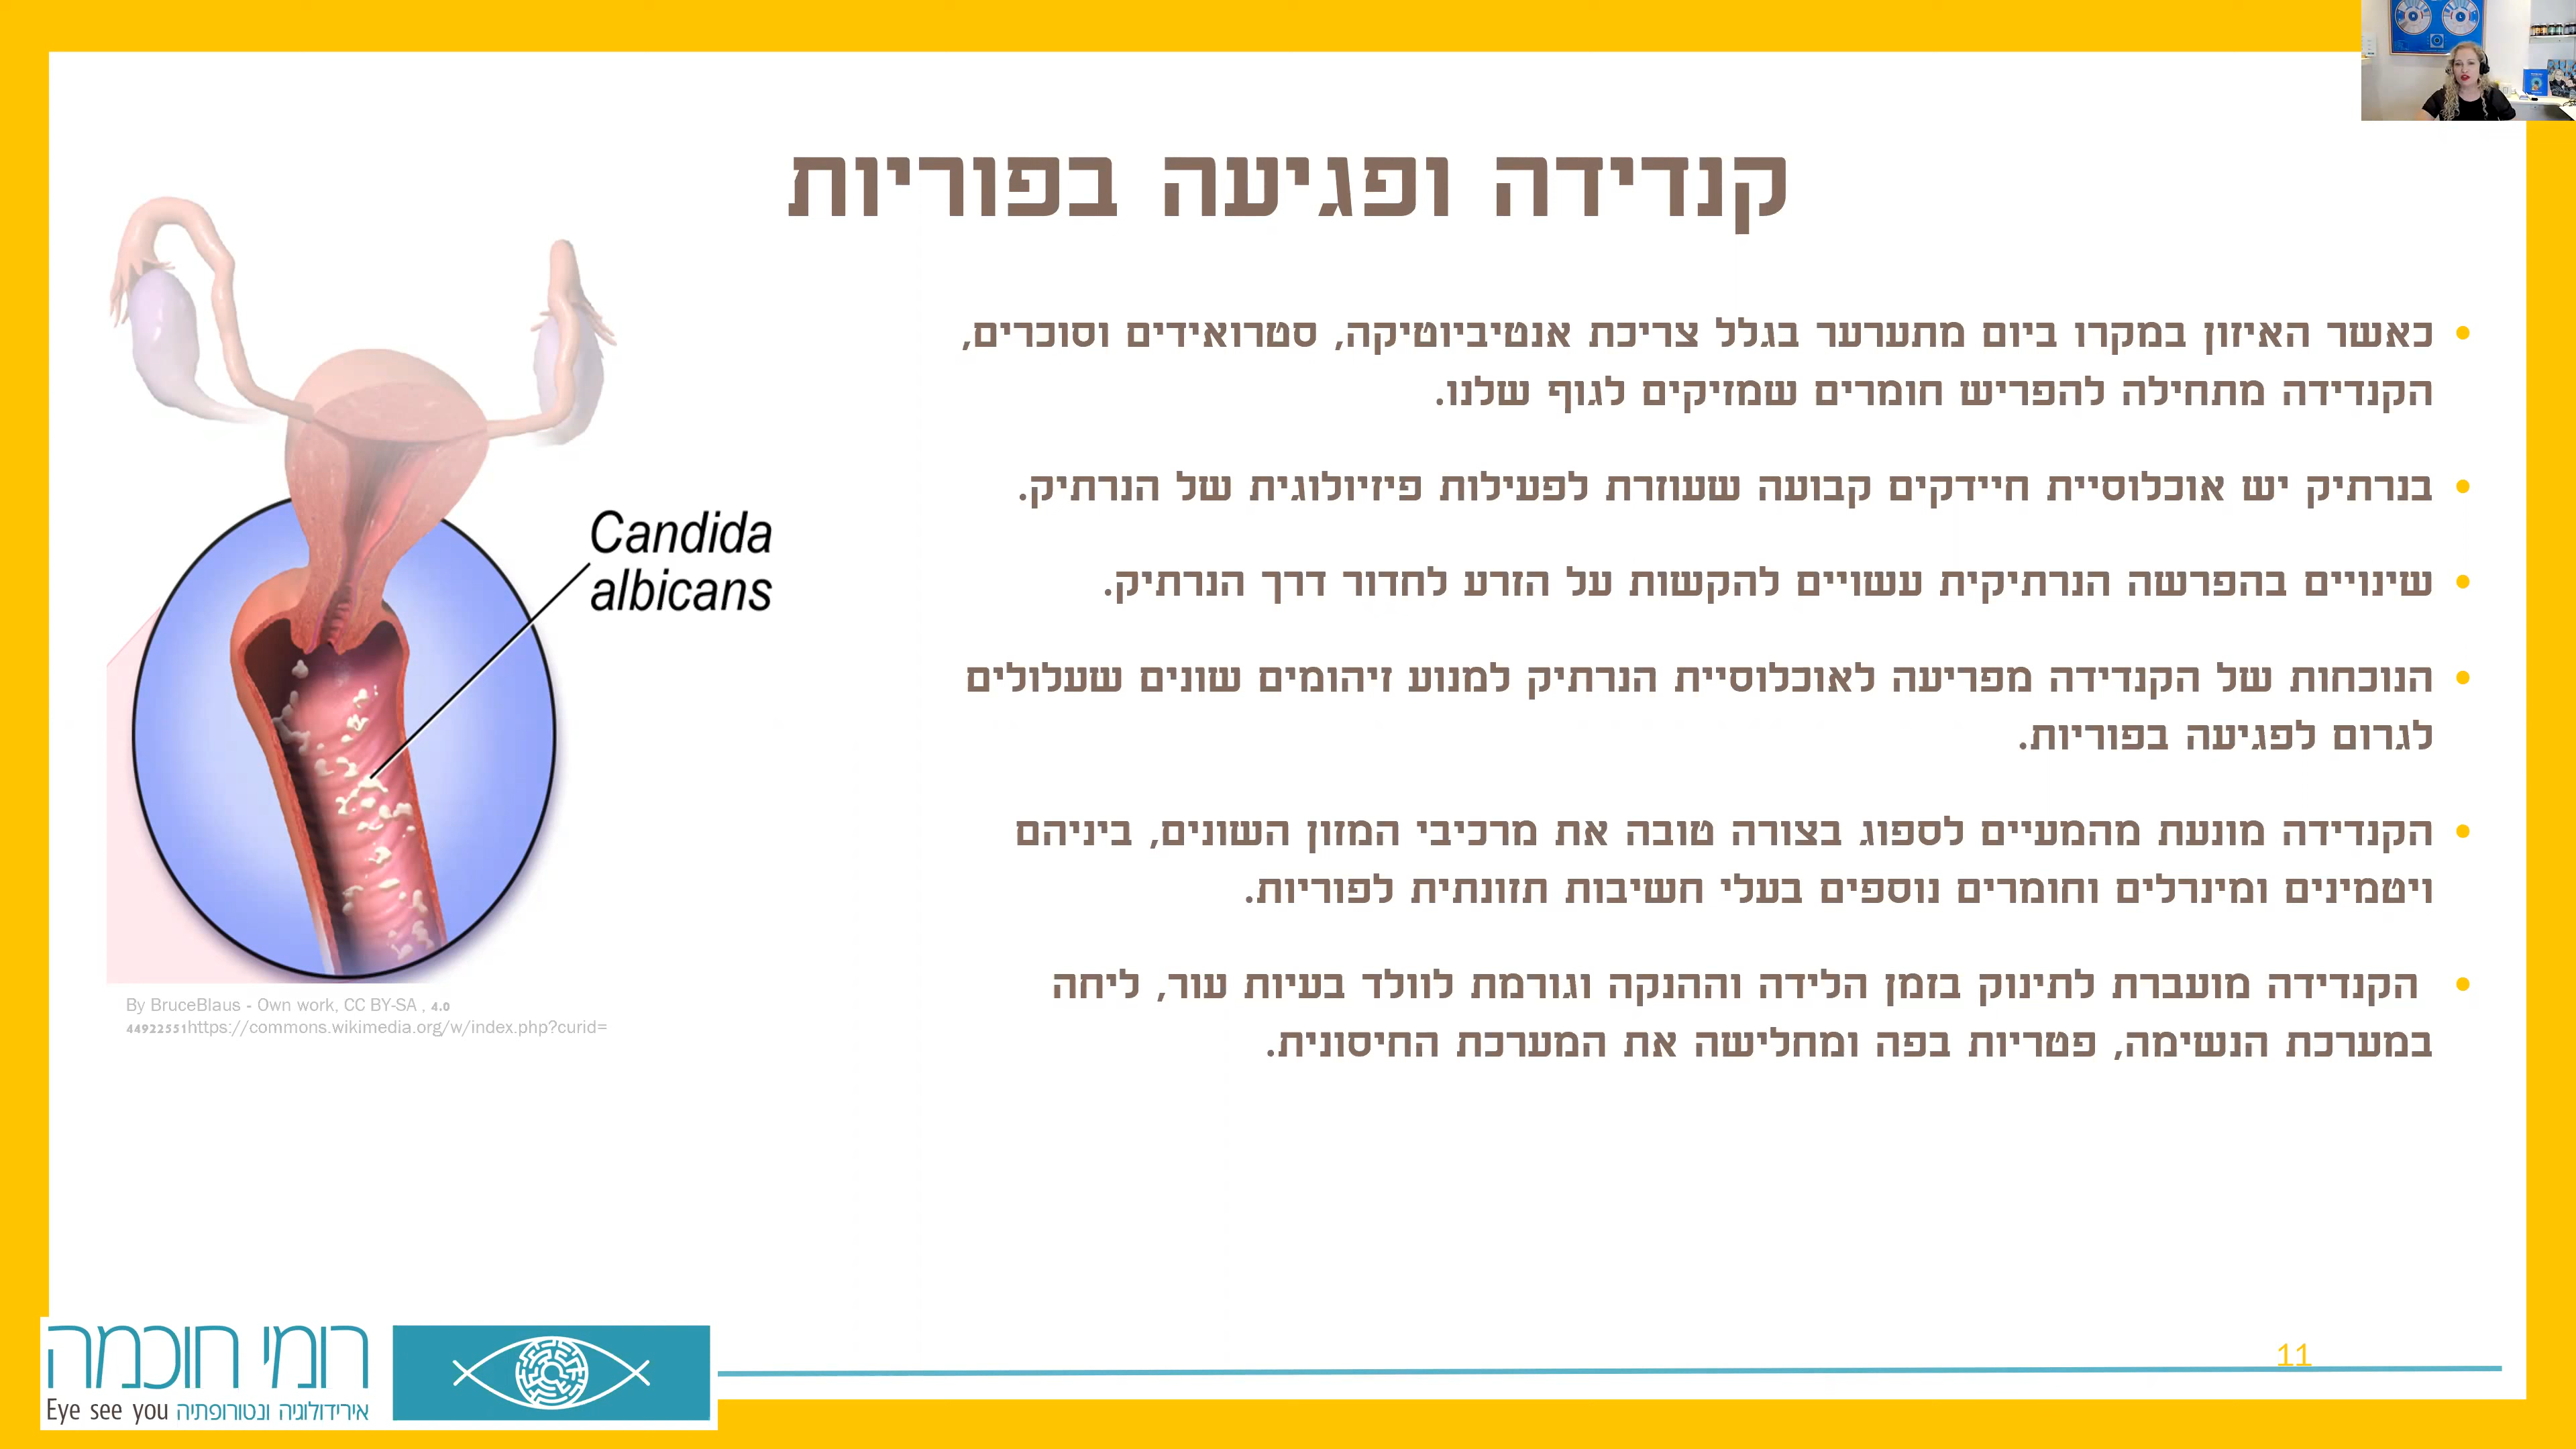 קנדידה ופגיעה בפוריות
• כאשר האיזון במקרו ביום מתערער בגלל צריכת אנטיביוטיקה, סטרואידים וסוכרים,
הקנדידה מתחילה להפריש חומרים שמזיקים לגוף שלנו.
• בנרתיק יש אוכלוסיית חיידקים קבועה שעוזרת לפעילות פיזיולוגית של הנרתיק.
• שינויים בהפרשה הנרתיקית עשויים להקשות על הזרע לחדור דרך הנרתיק.
• הנוכחות של הקנדידה מפריעה לאוכלוסיית הנרתיק למנוע זיהומים שונים שעלולים
לגרום לפגיעה בפוריות.
• הקנדידה מונעת מהמעיים לספוג בצורה טובה את מרכיבי המזון השונים, ביניהם
ויטמינים ומינרלים וחומרים נוספים בעלי חשיבות תזונתית לפוריות.
• הקנדידה מועברת לתינוק בזמן הלידה וההנקה וגורמת לוולד בעיות עור, ליחה
במערכת הנשימה, פטריות בפה ומחלישה את המערכת החיסונית.
Candida
albicans
By BruceBlaus - Own work, CC BY-SA , 4.0
44922551https://commons.wikimedia.org/w/index.php?curid=
רומי חוכמה
Eye see you אירידולוגיה ונטורופתיה
11